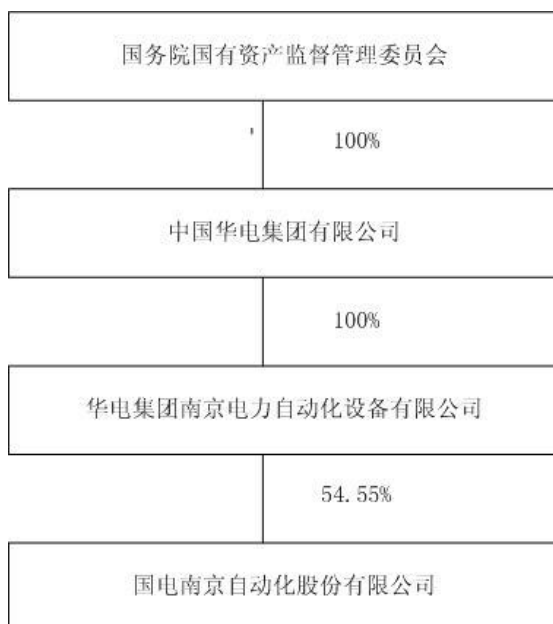 国务院国有资产监督管理委员会
100%
中国华电集团有限公司
100%
华电集团南京电力自动化设备有限公司
54.55%
国电南京自动化股份有限公司